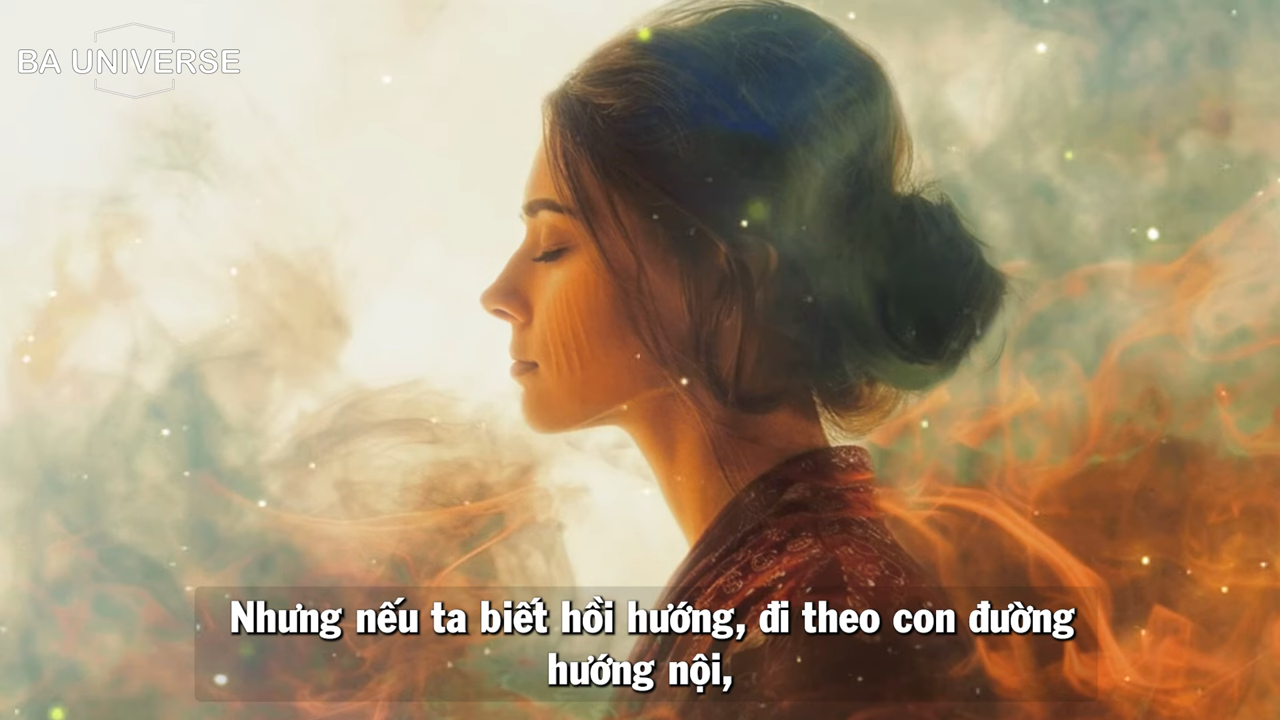 BA UNIVERSE
Nhưng nếu ta biết hồi hướng, đi theo con đường
hướng nội,